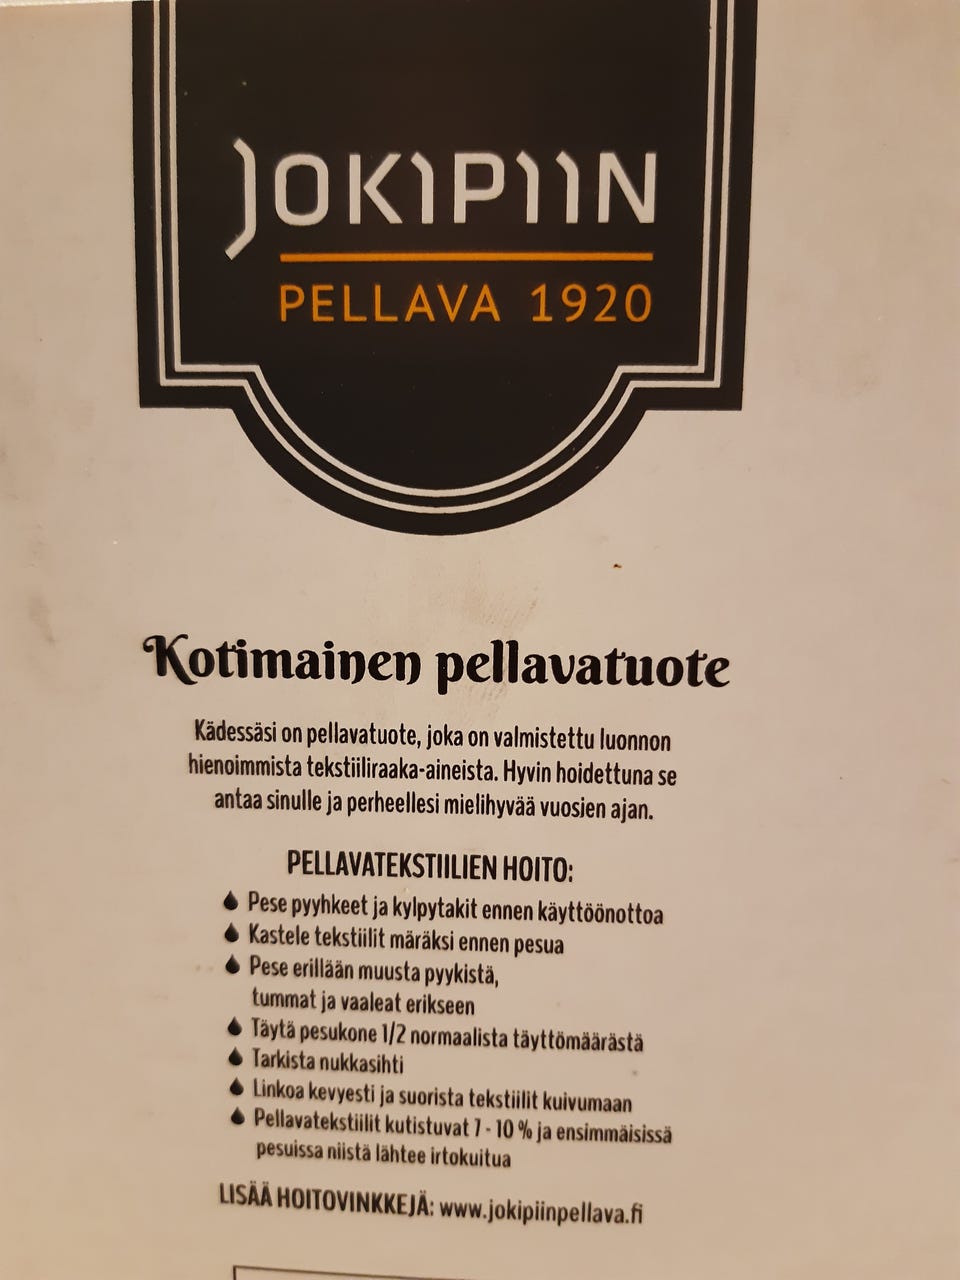 JOKIPIIN
PELLAVA 1920
Kotimainen pellavatuote
Kädessäsi on pellavatuote, joka on valmistettu luonnon
hienoimmista tekstiiliraaka-aineista. Hyvin hoidettuna se
antaa sinulle ja perheellesi mielihyvää vuosien ajan.
PELLAVATEKSTIILIEN HOITO:
Pese pyyhkeet ja kylpytakit ennen käyttöönottoa
Kastele tekstiilit märäksi ennen pesua
Pese erillään muusta pyykistä,
tummat ja vaaleat erikseen
Täytä pesukone 1/2 normaalista täyttömäärästä
Tarkista nukkasihti
Linkoa kevyesti ja suorista tekstiilit kuivumaan
Pellavatekstiilit kutistuvat 7 - 10 % ja ensimmäisissä
pesuissa niistä lähtee irtokuitua
LISÄÄ HOITOVINKKEJÄ: www.jokipiinpellava.fi